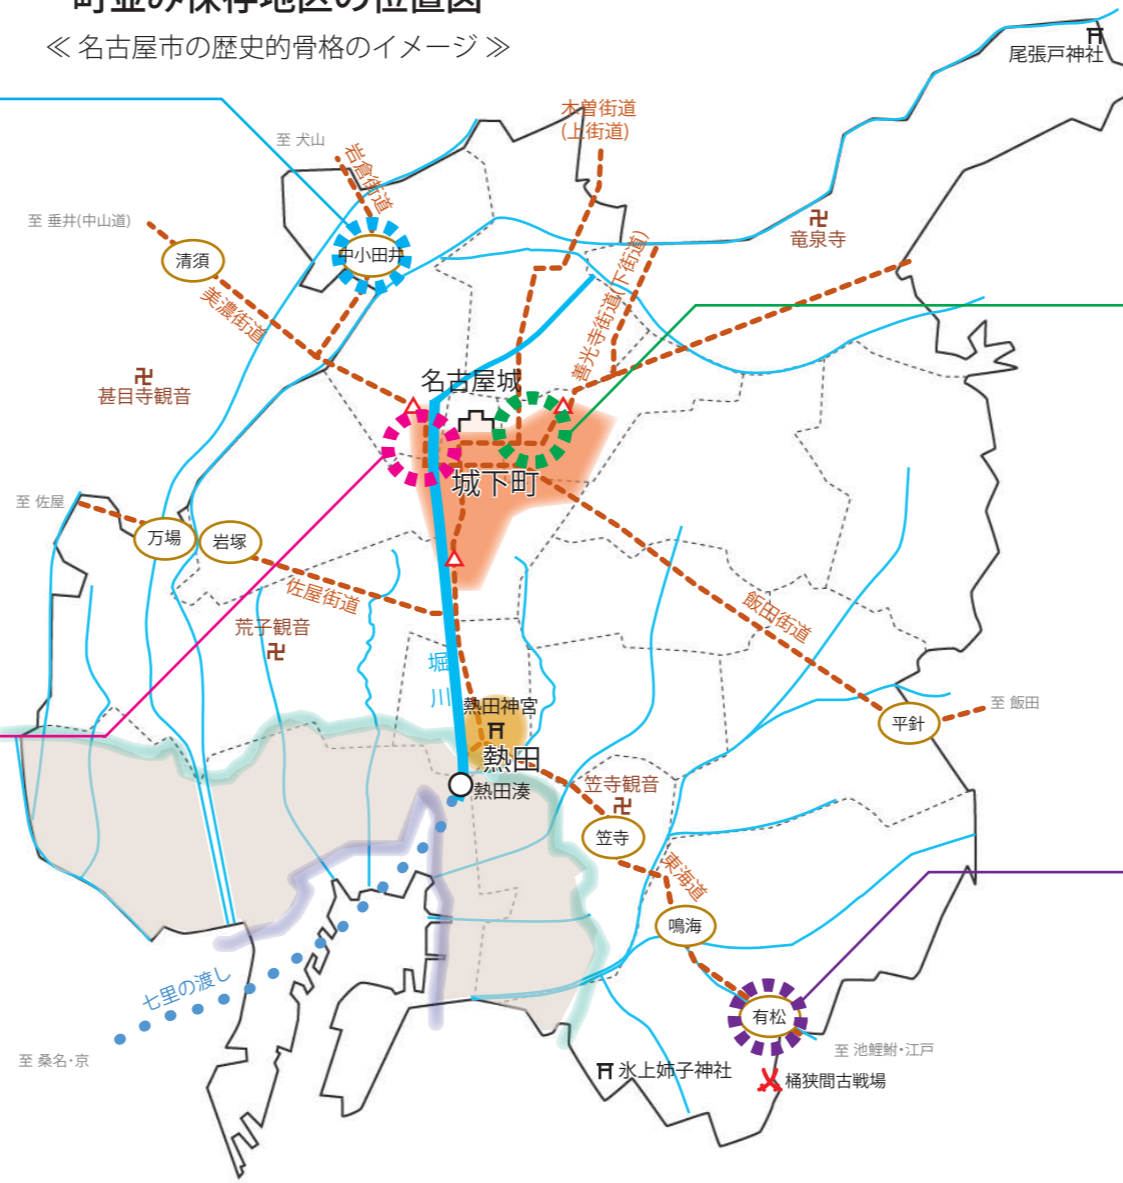 町並み保存地区の位置図
≪ 名古屋市の歴史的骨格のイメージ ≫
尾張戸神社
木曽街道
(上街道)
至 犬山
岩倉街道
至 垂井(中山道)
清須
中小田井
竜泉寺
善光寺街道(下街道)
美濃街道
名古屋城
甚目寺観音
城下町
至 佐屋
万場
岩塚
佐屋街道
飯田街道
荒子観音
堀川
熱田神宮
至 飯田
平針
熱田
熱田湊
笠寺観音
笠寺
東海道
鳴海
七里の渡し
有松
至 桑名・京
至 池鯉鮒・江戸
氷上姉子神社
桶狭間古戦場